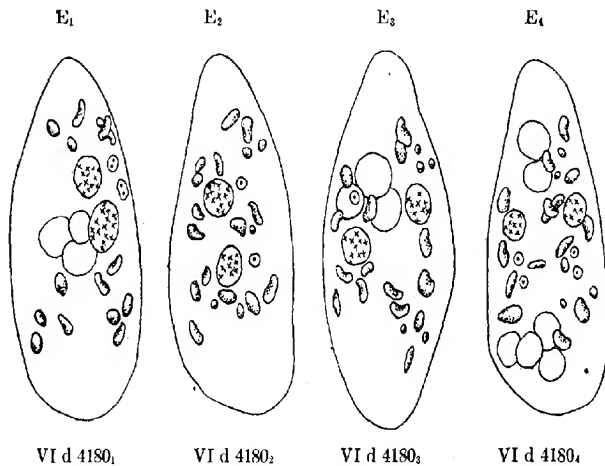 E₁ E₂ E₃ E₄
VI d 4180₁ VI d 4180₂ VI d 4180₃ VI d 4180₄